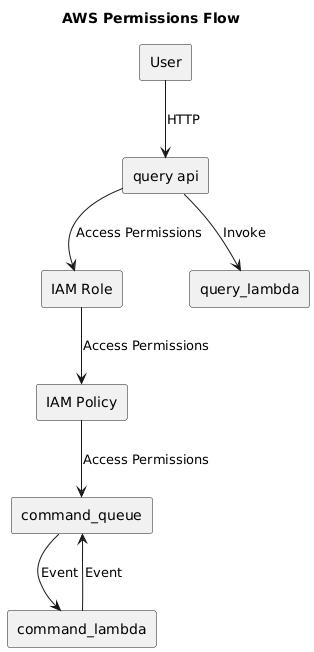 AWS Permissions Flow
User
HTTP
query api
Access Permissions
Invoke
IAM Role
query_lambda
Access Permissions
IAM Policy
Access Permissions
command_queue
Event
Event
command_lambda